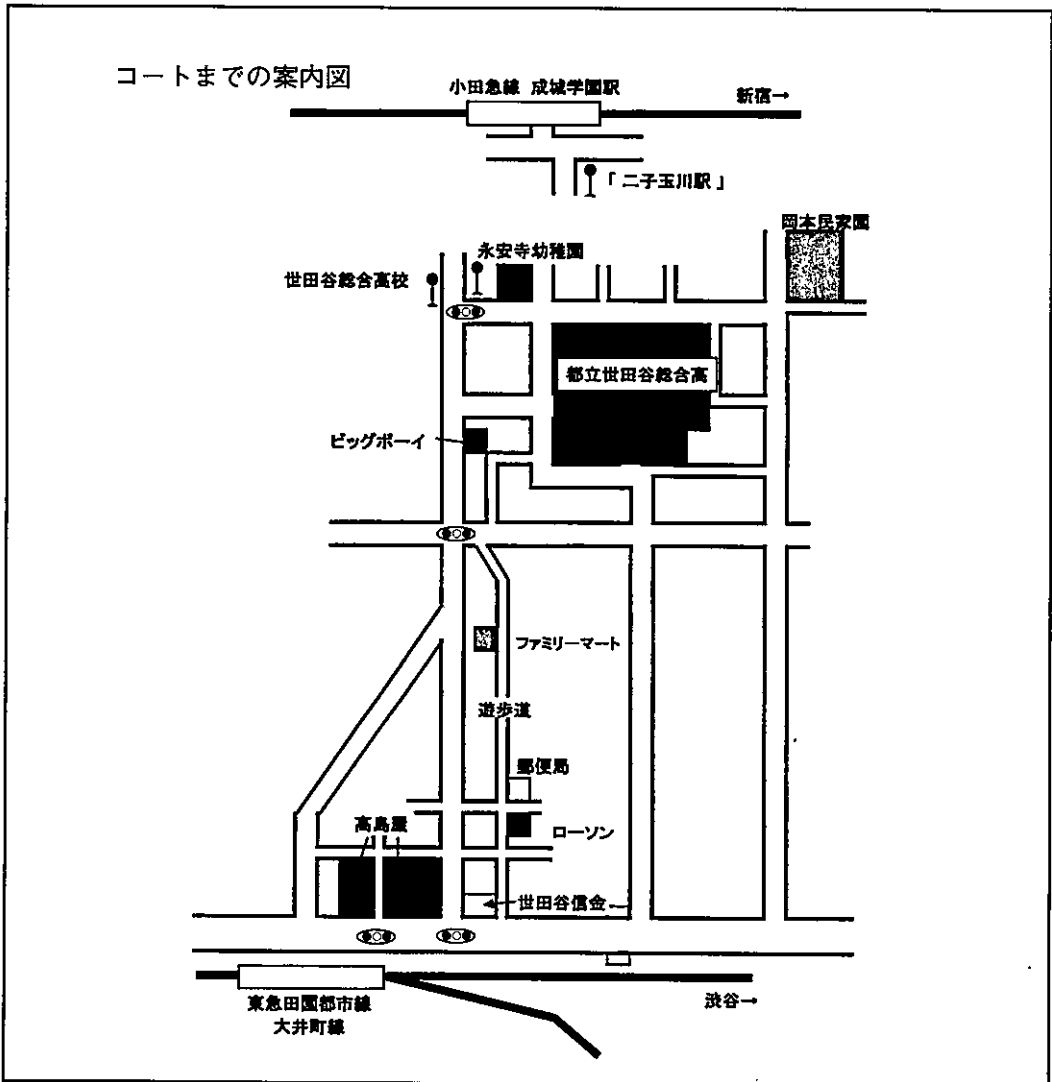 コートまでの案内図
小田急線 成城学園駅
新宿→
「 二子玉川駅 」
岡本民家園
永安寺幼稚園
世田谷総合高校
都立世田谷総合高
ビッグボーイ
ファミリーマート
遊歩道
郵便局
高島屋
ローソン
世田谷信金
東急田園都市線
大井町線
渋谷→